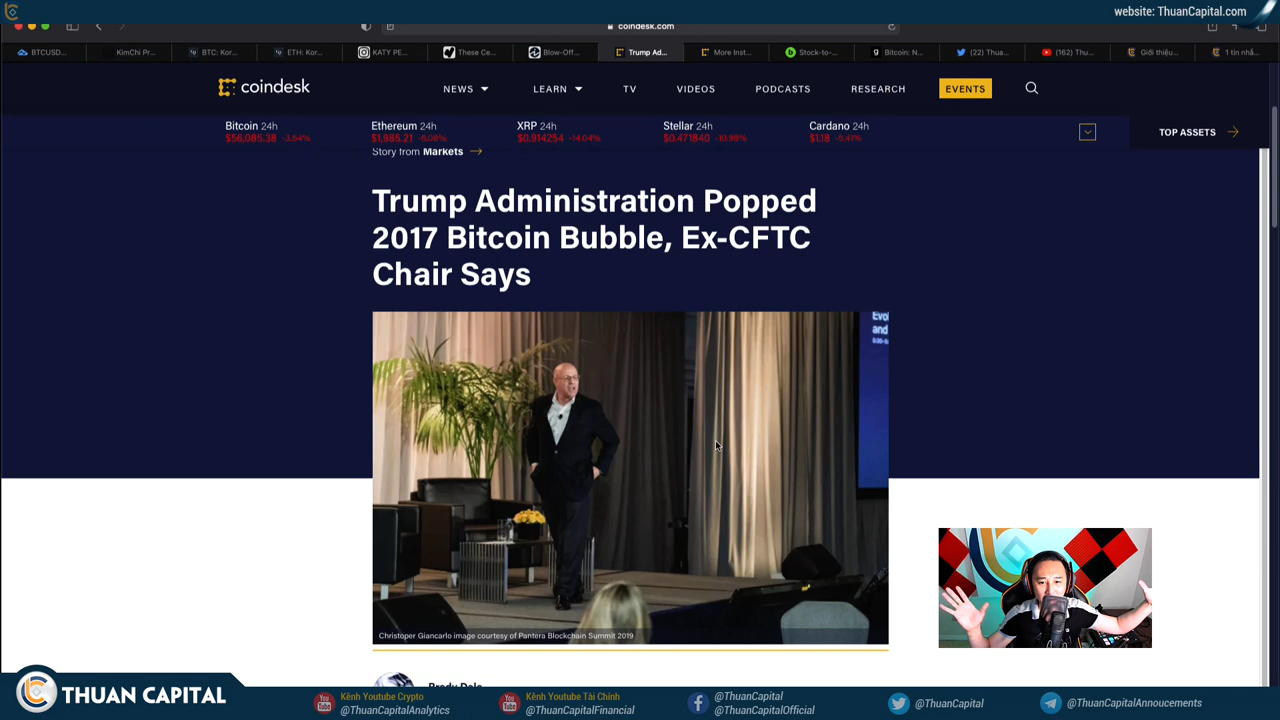 website: ThuanCapital.com
coindesk.com
BTCUSD...
KimChi Pr...
BTC: Kor...
ETH: Kor...
KATY PE...
These Ce...
Blow-Off...
Trump Ad...
More Inst...
Stock-to-...
Bitcoin: N...
(22) Thua...
(162) Thu...
Giới thiệu...
1 tin nhắ...
coindesk
NEWS
LEARN
TV
VIDEOS
PODCASTS
RESEARCH
EVENTS
Bitcoin 24h
$56,085.38 -3.64%
Ethereum 24h
$1,985.21 -6.08%
XRP 24h
$0.914254 -14.04%
Stellar 24h
$0.471840 -10.98%
Cardano 24h
$1.18 -5.41%
TOP ASSETS
Story from Markets
Trump Administration Popped
2017 Bitcoin Bubble, Ex-CFTC
Chair Says
Evol
and
Christoper Giancarlo image courtesy of Pantera Blockchain Summit 2019
Brady Dale
THUAN CAPITAL
Kênh Youtube Crypto
@ThuanCapitalAnalytics
Kênh Youtube Tài Chính
@ThuanCapitalFinancial
@ThuanCapital
@ThuanCapitalOfficial
@ThuanCapital
@ThuanCapitalAnnoucements